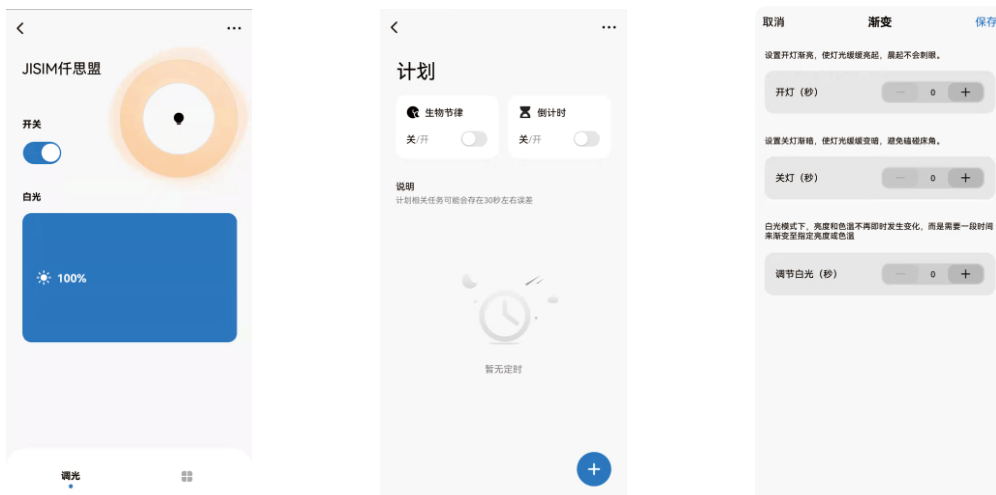 JISIM仟思盟
开关
白光
100%
调光
计划
生物节律
关/开
倒计时
关/开
说明
计划相关任务可能会存在30秒左右误差
暂无定时
取消
渐变
保存
设置开灯渐亮，使灯光缓缓亮起，晨起不会刺眼。
开灯（秒）
0
设置关灯渐暗，使灯光缓缓变暗，避免磕碰床角。
关灯（秒）
0
白光模式下，亮度和色温不再即时发生变化，而是需要一段时间
来渐变至指定亮度或色温
调节白光（秒）
0